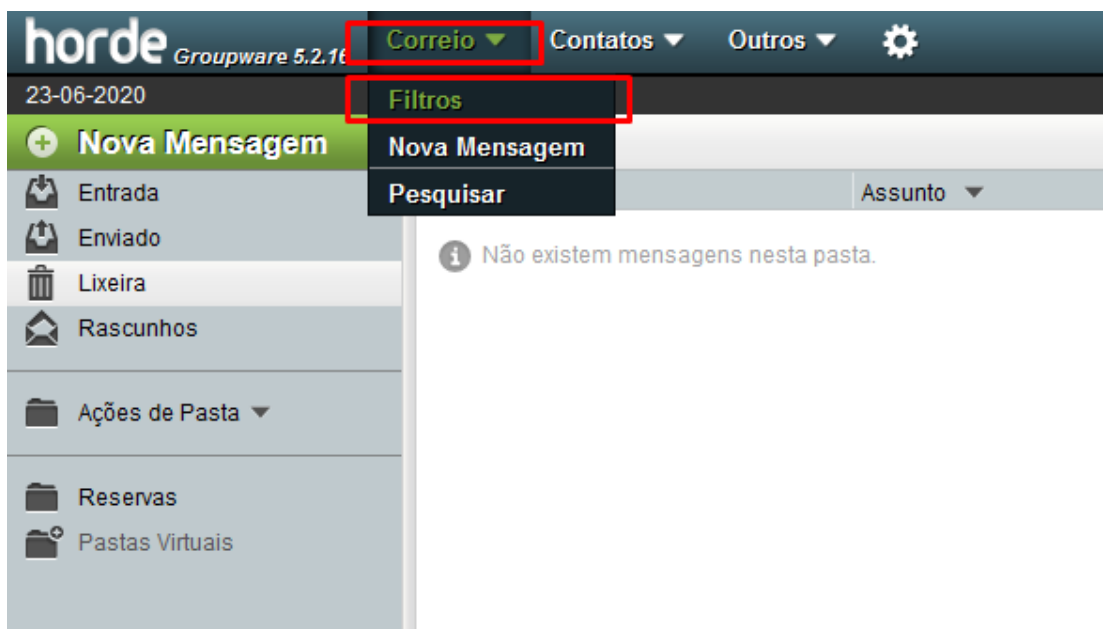 horde Groupware 5.2.16 Correio Contatos Outros
23-06-2020
Filtros
Nova Mensagem
Nova Mensagem
Entrada
Pesquisar
Assunto
Enviado
Não existem mensagens nesta pasta.
Lixeira
Rascunhos
Ações de Pasta
Reservas
Pastas Virtuais